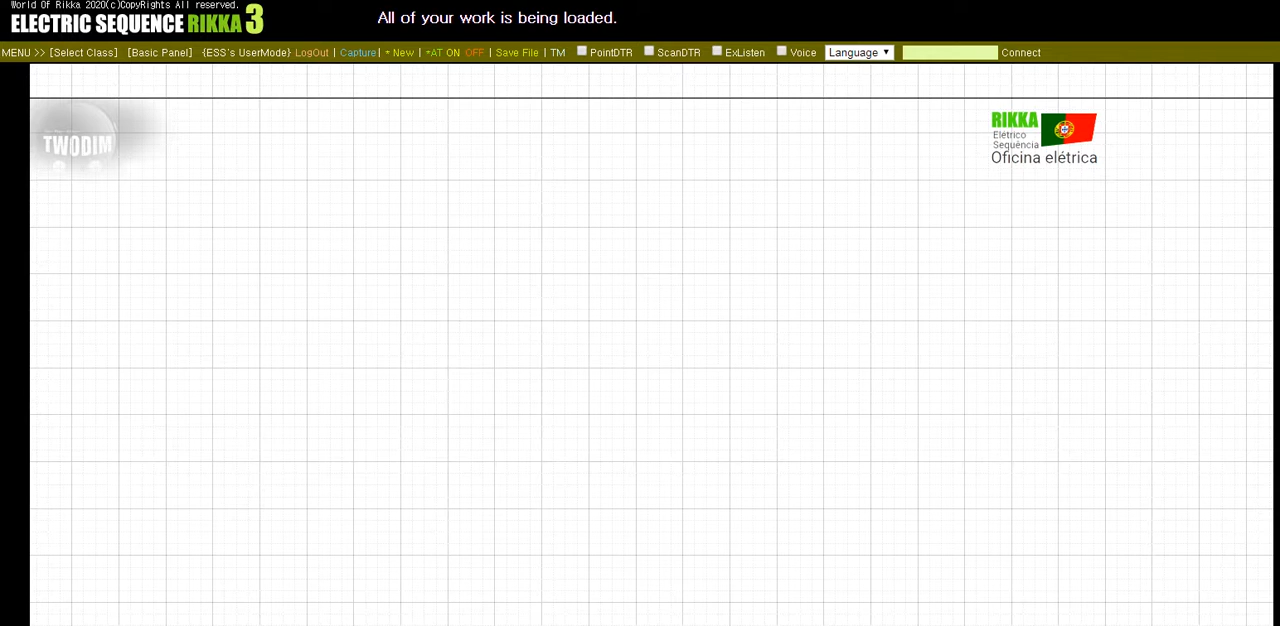 World Of Rikka 2020(c)CopyRights All reserved.
ELECTRIC SEQUENCE RIKKA 3
All of your work is being loaded.
MENU >> [Select Class] [Basic Panel] {ESS's UserMode} LogOut | Capture | * New | *AT ON OFF | Save File | TM PointDTR ScanDTR ExListen Voice Language ▼ Connect
TWODIM
RIKKA
Elétrico
Sequência
Oficina elétrica